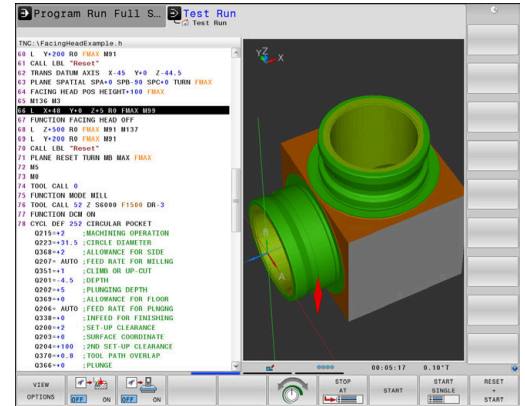 Program Run Full S...
Test Run
Test Run
TNC:\FacingHeadExample.h
60 L Y+200 R0 FMAX M91
61 CALL LBL "Reset"
62 TRANS DATUM AXIS X-45 Y+0 Z-44.5
63 PLANE SPATIAL SPA+0 SPB-90 SPC+0 TURN FMAX
64 FACING HEAD POS HEIGHT+100 FMAX
65 M136 M3
66 L X+48 Y+0 Z+5 R0 FMAX M99
67 FUNCTION FACING HEAD OFF
68 L Z+500 R0 FMAX M91 M137
69 L Y+200 R0 FMAX M91
70 CALL LBL "Reset"
71 PLANE RESET TURN MB MAX FMAX
72 M5
73 M0
74 TOOL CALL 0
75 FUNCTION MODE MILL
76 TOOL CALL 52 Z S6000 F1500 DR-3
77 FUNCTION DCM ON
78 CYCL DEF 252 CIRCULAR POCKET
Q215=+2 ;MACHINING OPERATION
Q223=+31.5 ;CIRCLE DIAMETER
Q368=+2 ;ALLOWANCE FOR SIDE
Q207= AUTO ;FEED RATE FOR MILLNG
Q351=+1 ;CLIMB OR UP-CUT
Q201=-4.5 ;DEPTH
Q202=+5 ;PLUNGING DEPTH
Q369=+0 ;ALLOWANCE FOR FLOOR
Q206= AUTO ;FEED RATE FOR PLNGNG
Q338=+0 ;INFEED FOR FINISHING
Q200=+2 ;SET-UP CLEARANCE
Q203=+0 ;SURFACE COORDINATE
Q204=+100 ;2ND SET-UP CLEARANCE
Q370=+0.8 ;TOOL PATH OVERLAP
Q366=+0 ;PLUNGE
YZ X
B
A
00:05:17 0.10*T
VIEW OPTIONS
OFF ON
OFF ON
STOP AT
START
START SINGLE
RESET + START